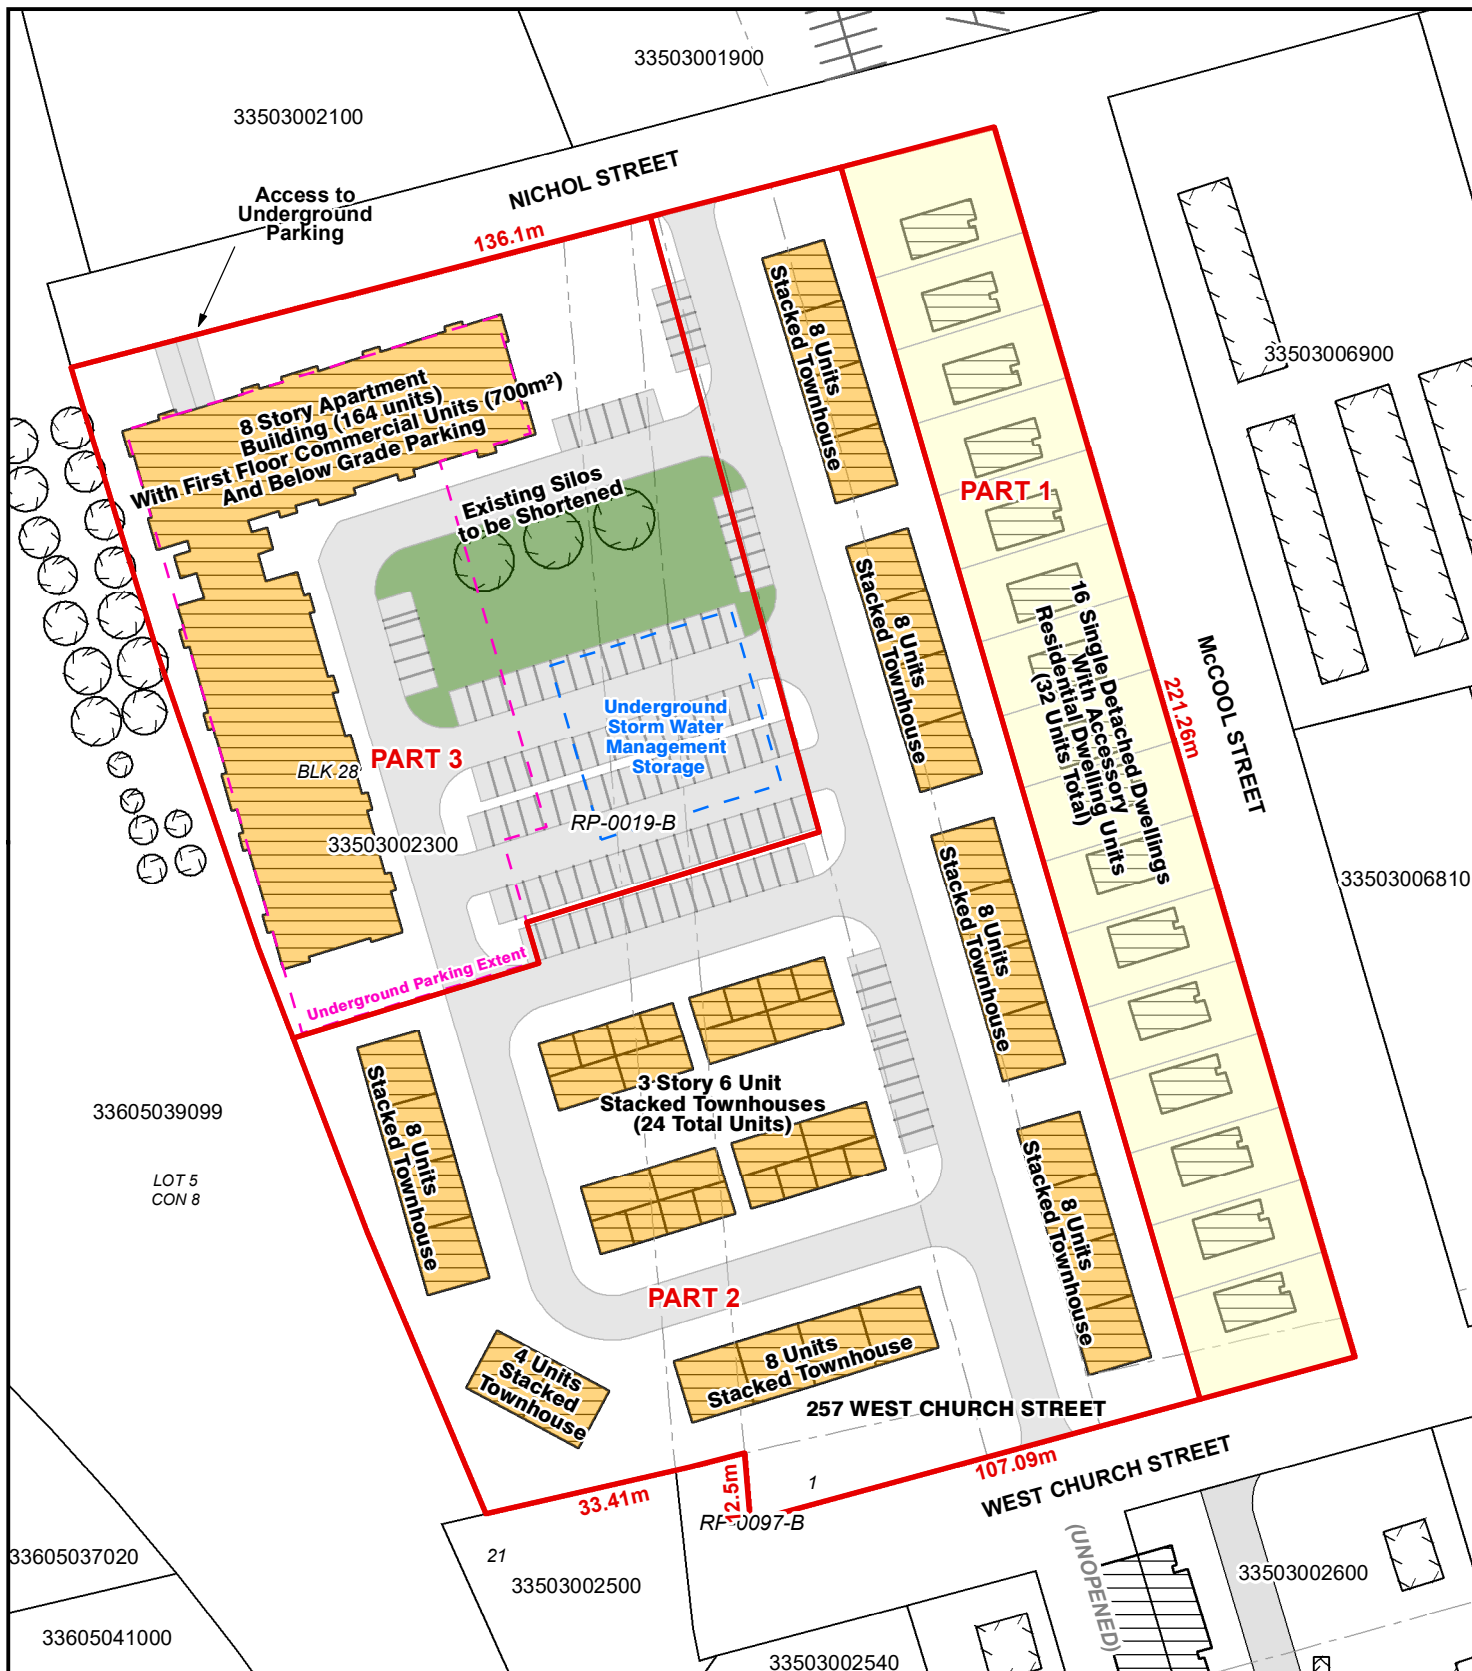 33503001900
33503002100
NICHOL STREET
136.1m
Access to
Underground
Parking
8 Story Apartment
Building (164 units)
With First Floor Commercial Units (700m²)
And Below Grade Parking
Existing Silos
to be Shortened
8 Units
Stacked Townhouse
8 Units
Stacked Townhouse
8 Units
Stacked Townhouse
8 Units
Stacked Townhouse
PART 1
16 Single Detached Dwellings
With Accessory
Residential Dwelling Units
(32 Units Total)
221.26m
McCOOL STREET
33503006900
33503006810
Underground
Storm Water
Management
Storage
PART 3
BLK 28
33503002300
RP-0019-B
Underground Parking Extent
3 Story 6 Unit
Stacked Townhouses
(24 Total Units)
8 Units
Stacked Townhouse
33605039099
LOT 5
CON 8
PART 2
4 Units
Stacked
Townhouse
8 Units
Stacked Townhouse
257 WEST CHURCH STREET
107.09m
WEST CHURCH STREET
33.41m
12.5m
1
RP-0097-B
21
33503002500
33605037020
33605041000
33503002540
(UNOPENED)
33503002600